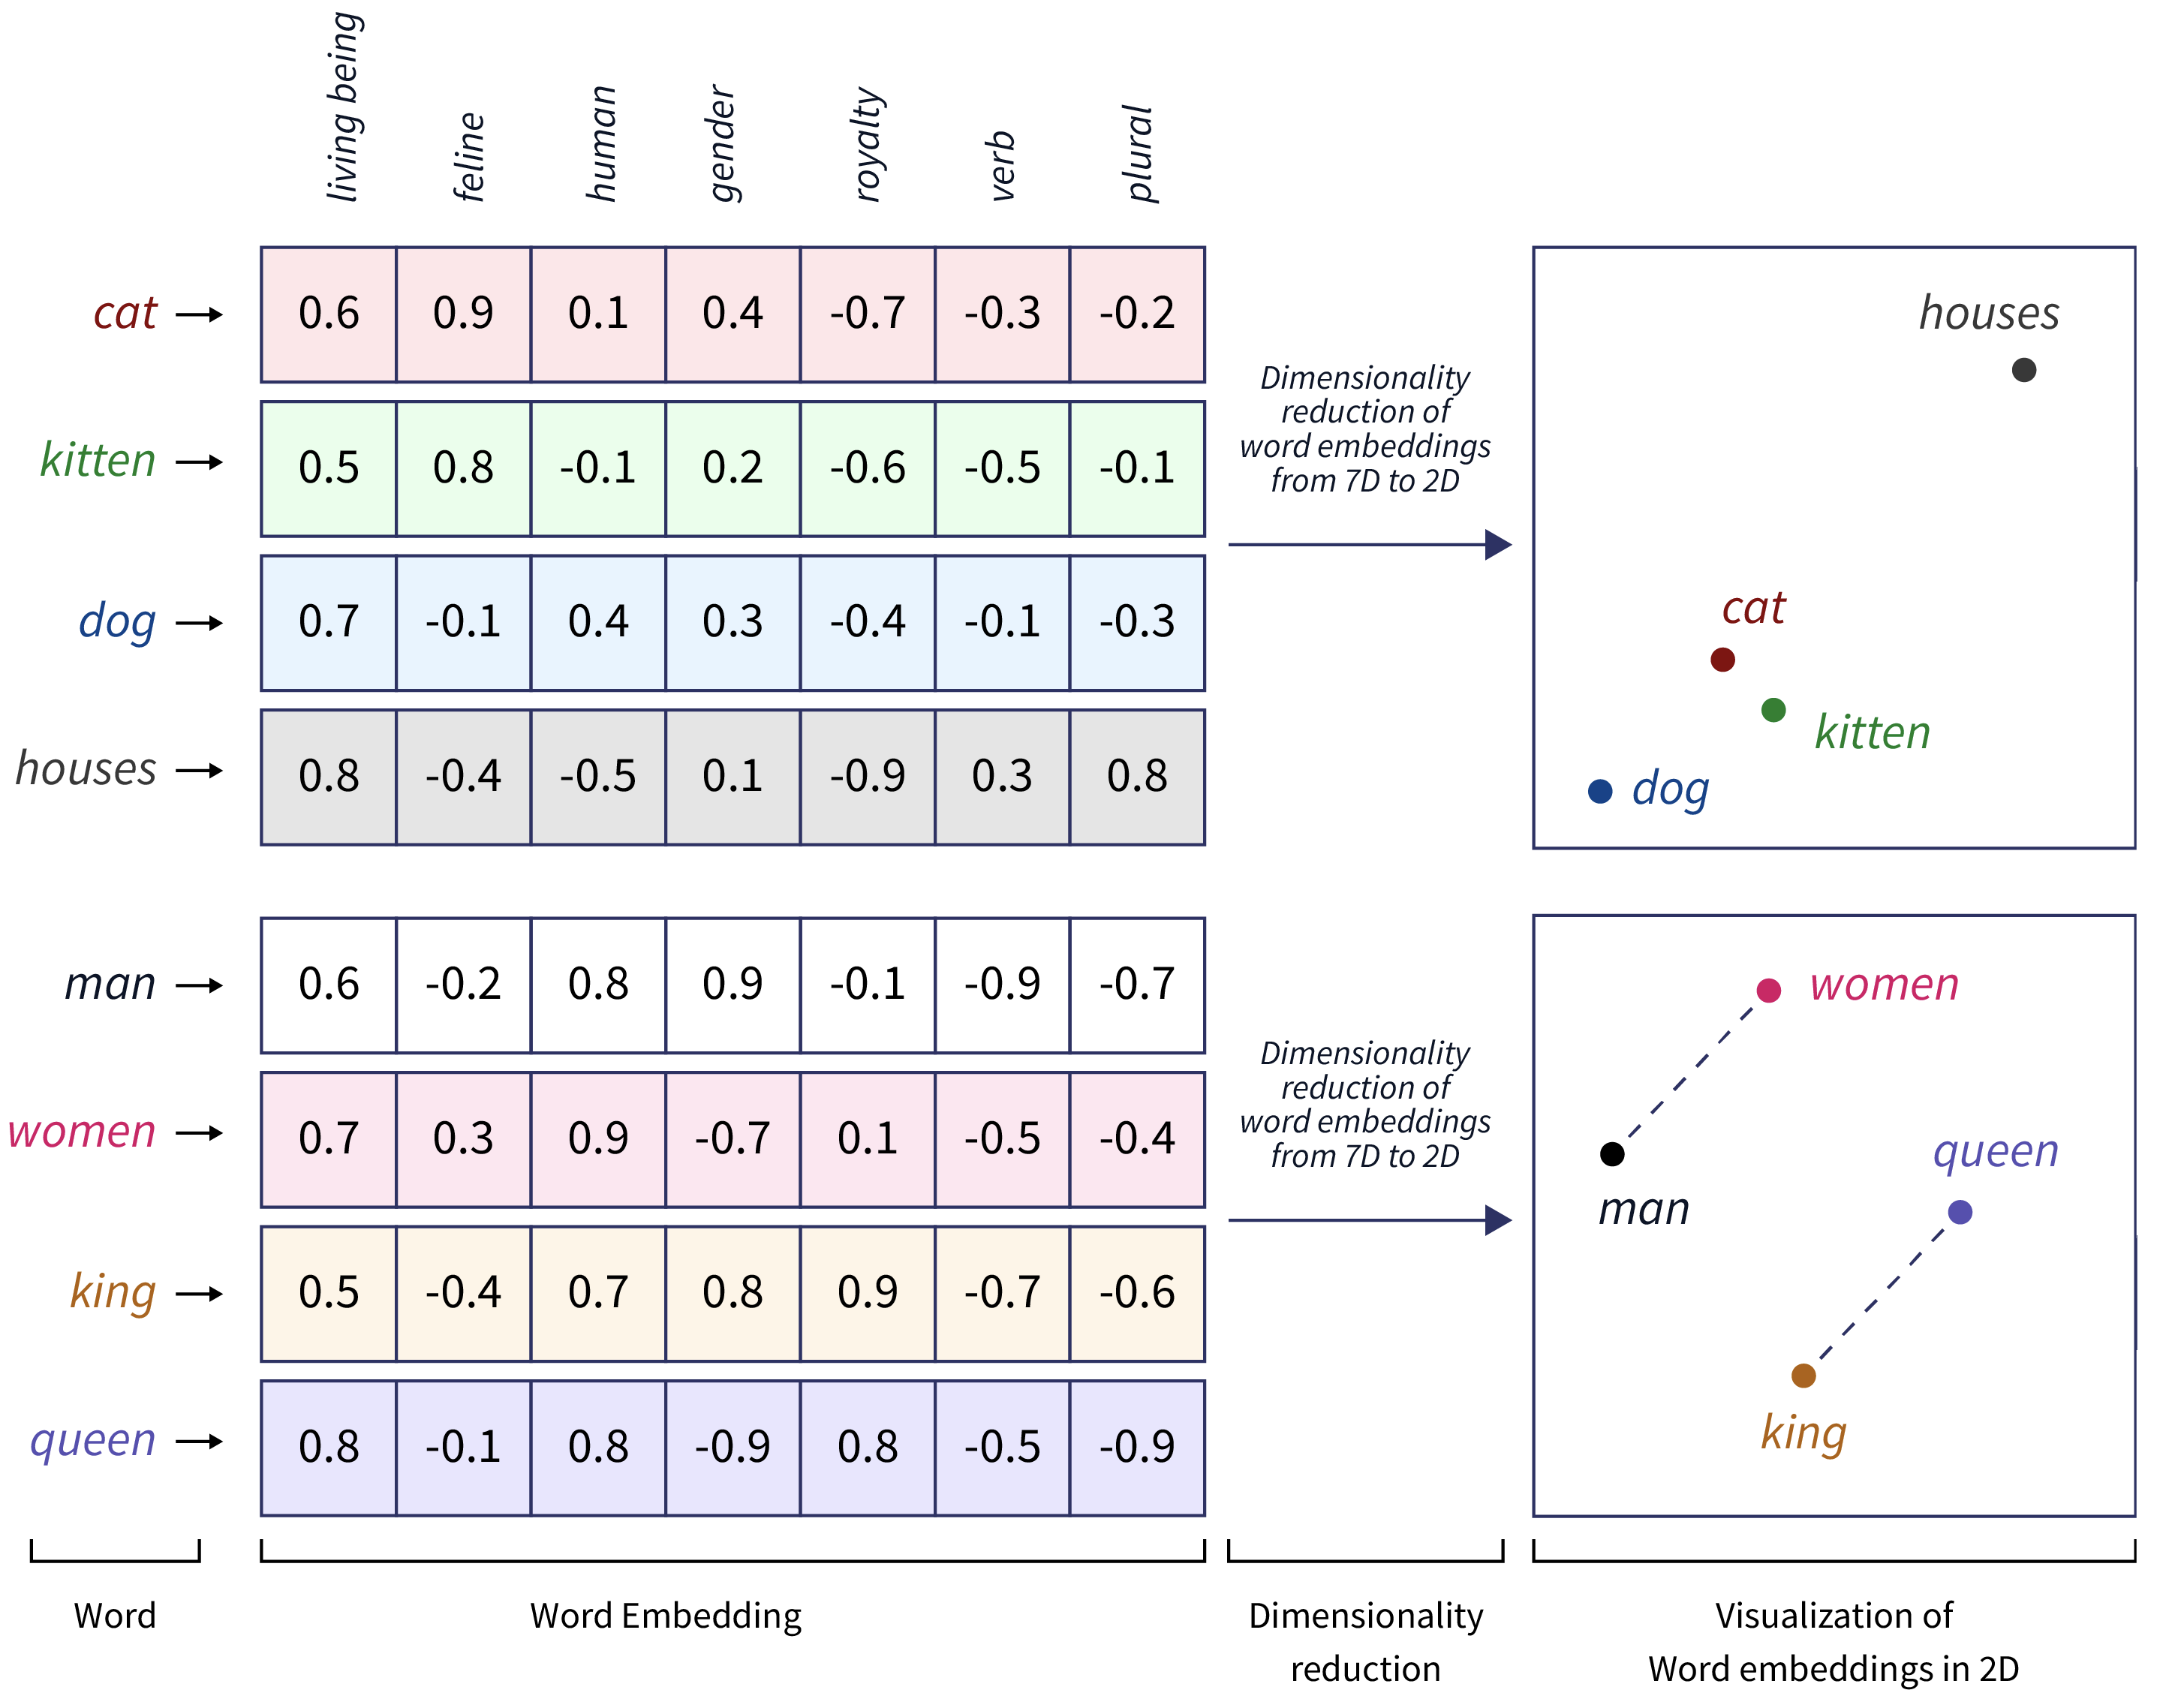 living being feline human gender royalty verb plural
cat 0.6 0.9 0.1 0.4 -0.7 -0.3 -0.2
kitten 0.5 0.8 -0.1 0.2 -0.6 -0.5 -0.1
dog 0.7 -0.1 0.4 0.3 -0.4 -0.1 -0.3
houses 0.8 -0.4 -0.5 0.1 -0.9 0.3 0.8
Dimensionality
reduction of
word embeddings
from 7D to 2D
houses
cat
kitten
dog
man 0.6 -0.2 0.8 0.9 -0.1 -0.9 -0.7
women 0.7 0.3 0.9 -0.7 0.1 -0.5 -0.4
king 0.5 -0.4 0.7 0.8 0.9 -0.7 -0.6
queen 0.8 -0.1 0.8 -0.9 0.8 -0.5 -0.9
Dimensionality
reduction of
word embeddings
from 7D to 2D
women
queen
man
king
Word
Word Embedding
Dimensionality
reduction
Visualization of
Word embeddings in 2D